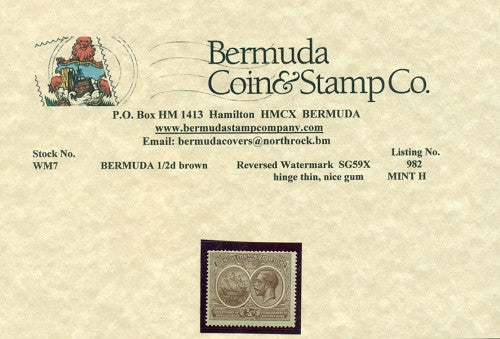 Bermuda
Coin&Stamp Co.
P.O. Box HM 1413 Hamilton HMCX BERMUDA
www.bermudastampcompany.com
Email: bermudacovers@northrock.bm
Stock No. Listing No.
WM7 BERMUDA 1/2d brown Reversed Watermark SG59X 982
hinge thin, nice gum MINT H